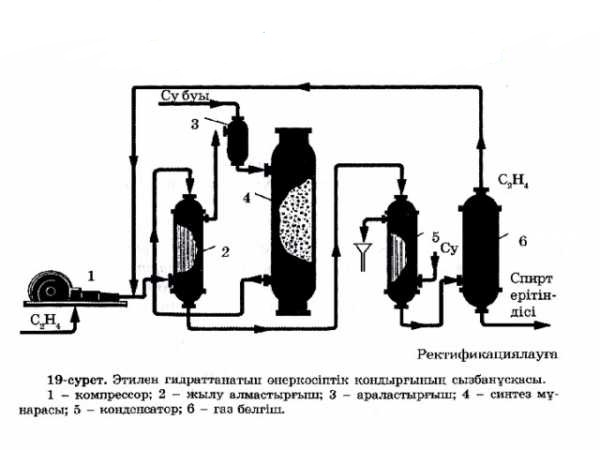 Су буы
3
C₂H₄
4
2
5
Су
6
1
Спирт
ерітін-
дісі
C₂H₄
Ректификациялауға
19-сурет. Этилен гидраттанатын өнеркәсіптік қондырғының сызбанұсқасы.
1 – компрессор; 2 – жылу алмастырғыш; 3 – араластырғыш; 4 – синтез мұ-
нарасы; 5 – конденсатор; 6 – газ бөлгіш.